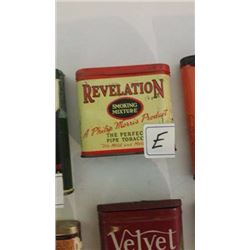 REVELATION
SMOKING
MIXTURE
A Philip Morris Product
THE PERFECT
PIPE TOBACCO
E
Velvet